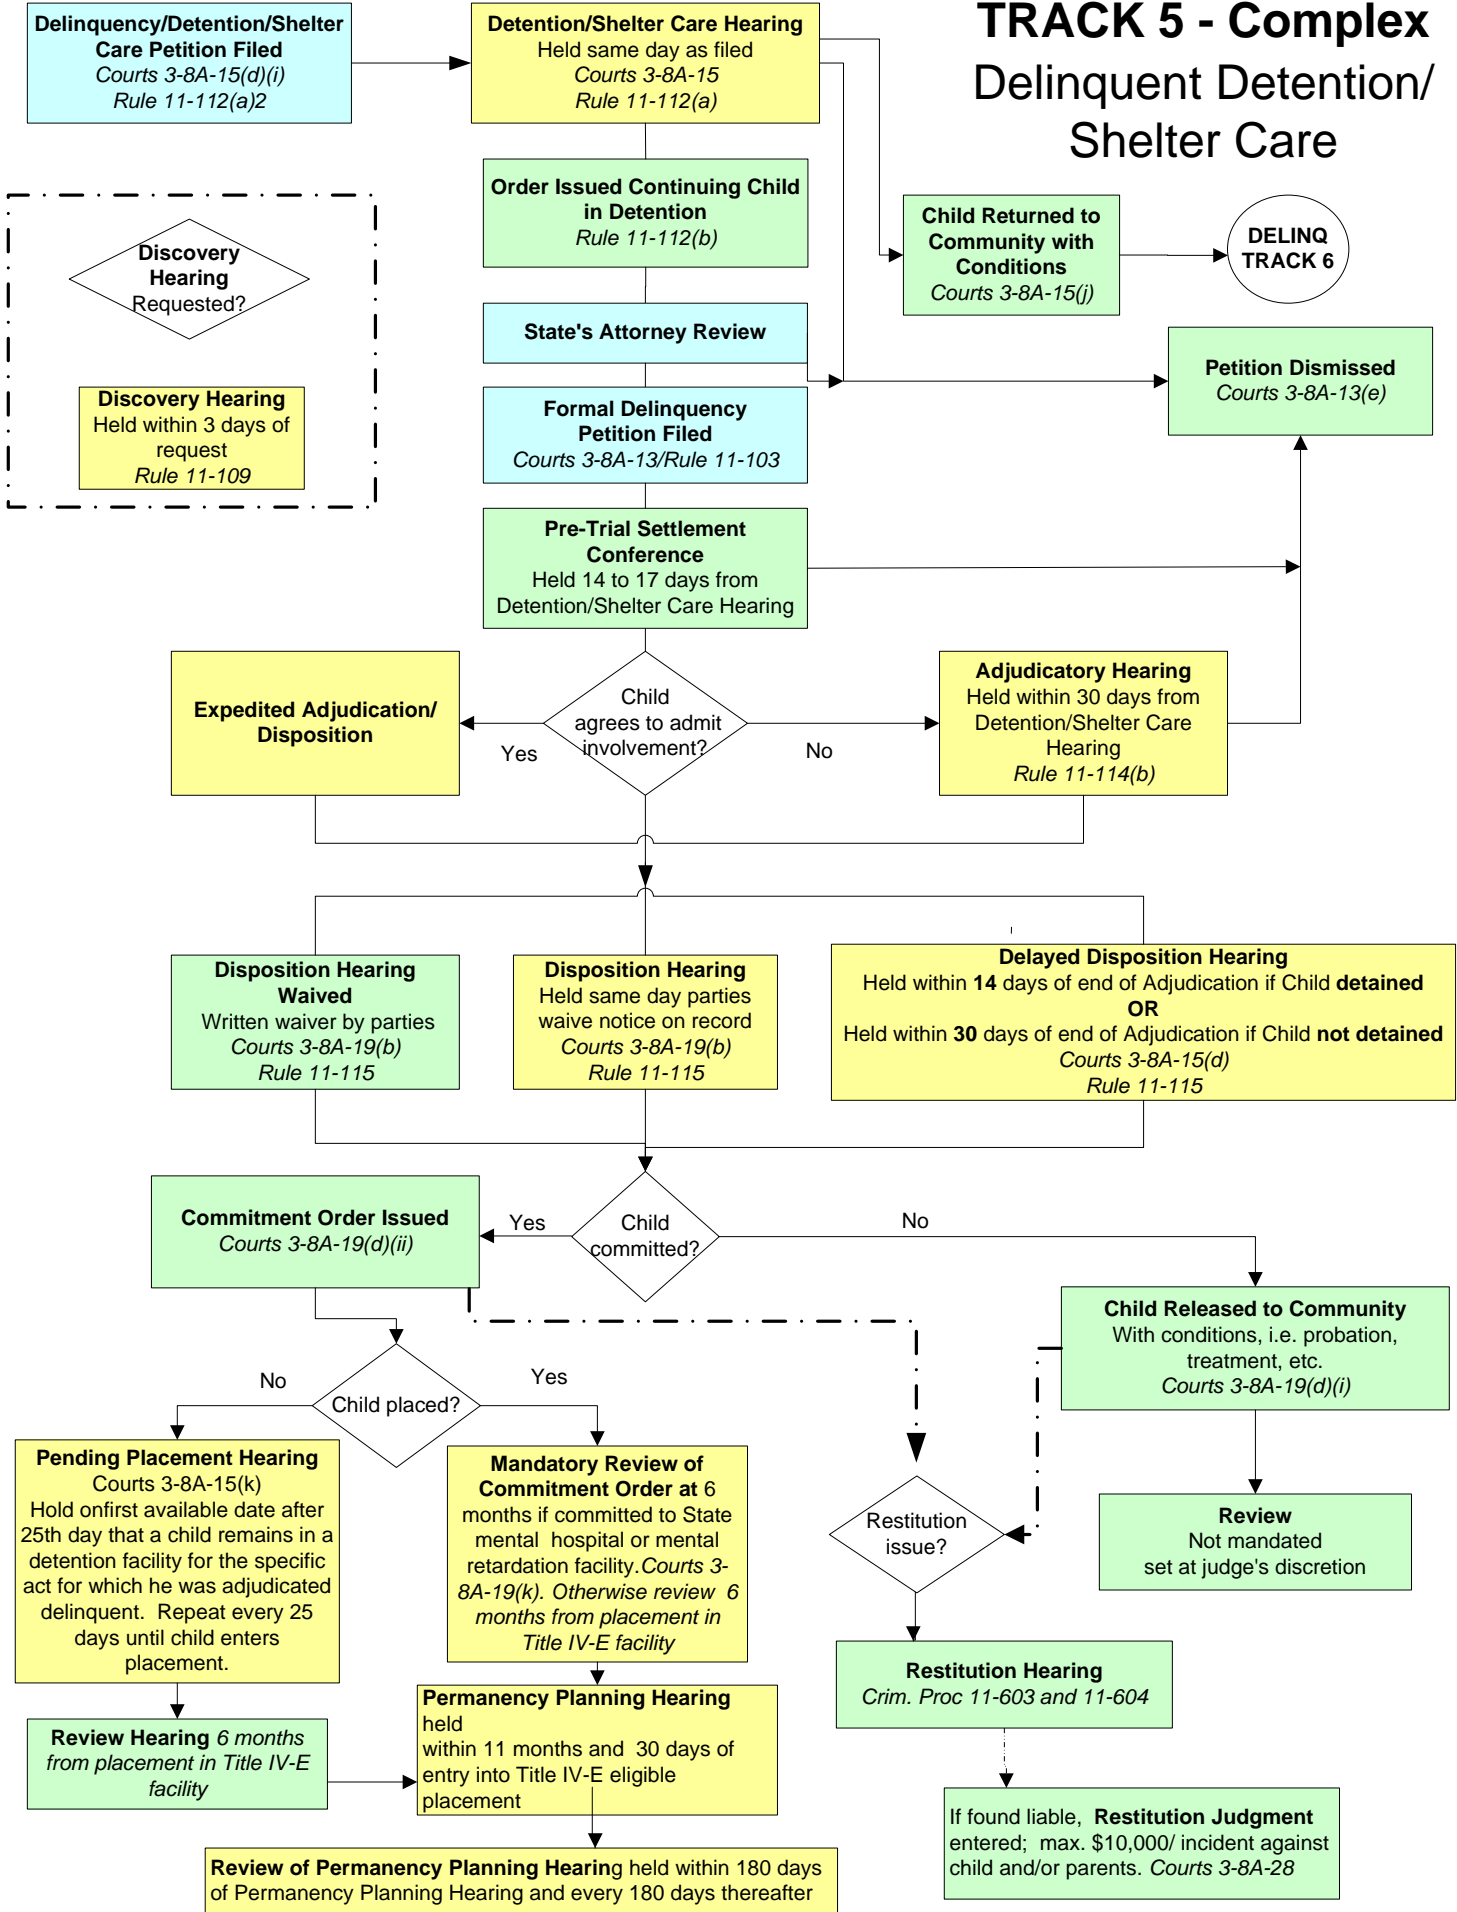 TRACK 5 - Complex
Delinquent Detention/
Shelter Care
Delinquency/Detention/Shelter
Care Petition Filed
Courts 3-8A-15(d)(i)
Rule 11-112(a)2
Detention/Shelter Care Hearing
Held same day as filed
Courts 3-8A-15
Rule 11-112(a)
Order Issued Continuing Child
in Detention
Rule 11-112(b)
Child Returned to
Community with
Conditions
Courts 3-8A-15(j)
DELINQ
TRACK 6
Discovery
Hearing
Requested?
Discovery Hearing
Held within 3 days of
request
Rule 11-109
State's Attorney Review
Petition Dismissed
Courts 3-8A-13(e)
Formal Delinquency
Petition Filed
Courts 3-8A-13/Rule 11-103
Pre-Trial Settlement
Conference
Held 14 to 17 days from
Detention/Shelter Care Hearing
Expedited Adjudication/
Disposition
Yes
Child
agrees to admit
involvement?
No
Adjudicatory Hearing
Held within 30 days from
Detention/Shelter Care
Hearing
Rule 11-114(b)
Disposition Hearing
Waived
Written waiver by parties
Courts 3-8A-19(b)
Rule 11-115
Disposition Hearing
Held same day parties
waive notice on record
Courts 3-8A-19(b)
Rule 11-115
Delayed Disposition Hearing
Held within 14 days of end of Adjudication if Child detained
OR
Held within 30 days of end of Adjudication if Child not detained
Courts 3-8A-15(d)
Rule 11-115
Commitment Order Issued
Courts 3-8A-19(d)(ii)
Yes
Child
committed?
No
Child Released to Community
With conditions, i.e. probation,
treatment, etc.
Courts 3-8A-19(d)(i)
No
Child placed?
Yes
Pending Placement Hearing
Courts 3-8A-15(k)
Hold onfirst available date after
25th day that a child remains in a
detention facility for the specific
act for which he was adjudicated
delinquent. Repeat every 25
days until child enters
placement.
Mandatory Review of
Commitment Order at 6
months if committed to State
mental hospital or mental
retardation facility.Courts 3-
8A-19(k). Otherwise review 6
months from placement in
Title IV-E facility
Restitution
issue?
Review
Not mandated
set at judge's discretion
Restitution Hearing
Crim. Proc 11-603 and 11-604
Review Hearing 6 months
from placement in Title IV-E
facility
Permanency Planning Hearing
held
within 11 months and 30 days of
entry into Title IV-E eligible
placement
If found liable, Restitution Judgment
entered; max. $10,000/ incident against
child and/or parents. Courts 3-8A-28
Review of Permanency Planning Hearing held within 180 days
of Permanency Planning Hearing and every 180 days thereafter